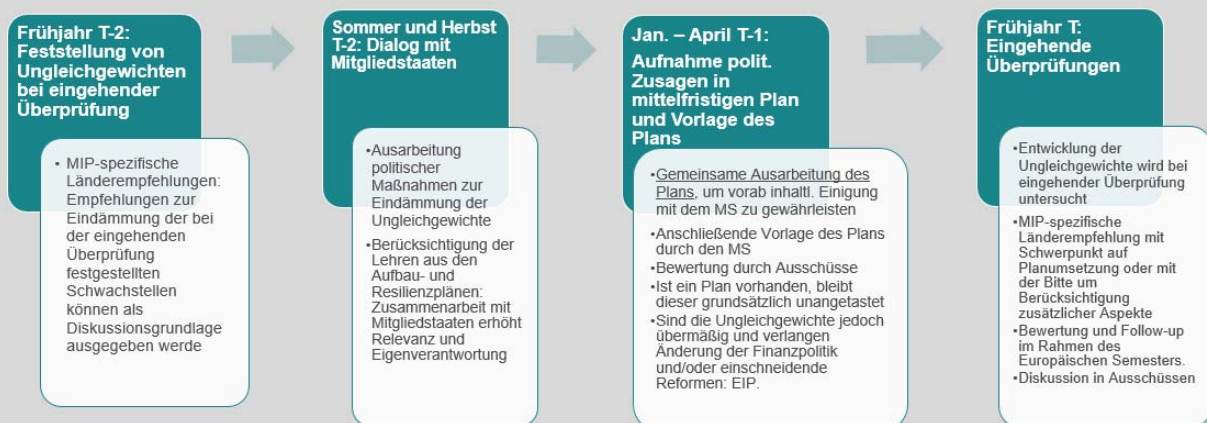 Frühjahr T-2:
Feststellung von
Ungleichgewichten
bei eingehender
Überprüfung
• MIP-spezifische
Länderempfehlungen:
Empfehlungen zur
Eindämmung der bei
der eingehenden
Überprüfung
festgestellten
Schwachstellen
können als
Diskussionsgrundlage
ausgegeben werde
Sommer und Herbst
T-2: Dialog mit
Mitgliedstaaten
•Ausarbeitung
politischer
Maßnahmen zur
Eindämmung der
Ungleichgewichte
•Berücksichtigung der
Lehren aus den
Aufbau- und
Resilienzplänen:
Zusammenarbeit mit
Mitgliedstaaten erhöht
Relevanz und
Eigenverantwortung
Jan. – April T-1:
Aufnahme polit.
Zusagen in
mittelfristigen Plan
und Vorlage des
Plans
•Gemeinsame Ausarbeitung des
Plans, um vorab inhaltl. Einigung
mit dem MS zu gewährleisten
•Anschließende Vorlage des Plans
durch den MS
•Bewertung durch Ausschüsse
•Ist ein Plan vorhanden, bleibt
dieser grundsätzlich unangetastet
•Sind die Ungleichgewichte jedoch
übermäßig und verlangen
Änderung der Finanzpolitik
und/oder einschneidende
Reformen: EIP.
Frühjahr T:
Eingehende
Überprüfungen
•Entwicklung der
Ungleichgewichte wird bei
eingehender Überprüfung
untersucht
•MIP-spezifische
Länderempfehlung mit
Schwerpunkt auf
Planumsetzung oder mit
der Bitte um
Berücksichtigung
zusätzlicher Aspekte
•Bewertung und Follow-up
im Rahmen des
Europäischen Semesters.
•Diskussion in Ausschüssen